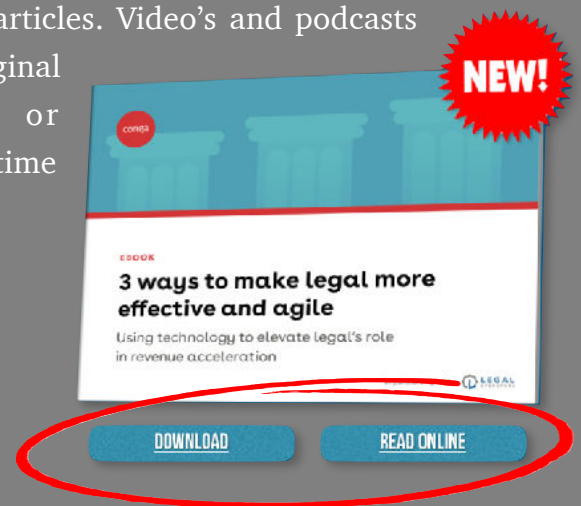 articles. Video's and podcasts
ginal
or
time
NEW!
conga
EBOOK
3 ways to make legal more
effective and agile
Using technology to elevate legal's role
in revenue acceleration
LEGAL
DOWNLOAD
READ ONLINE